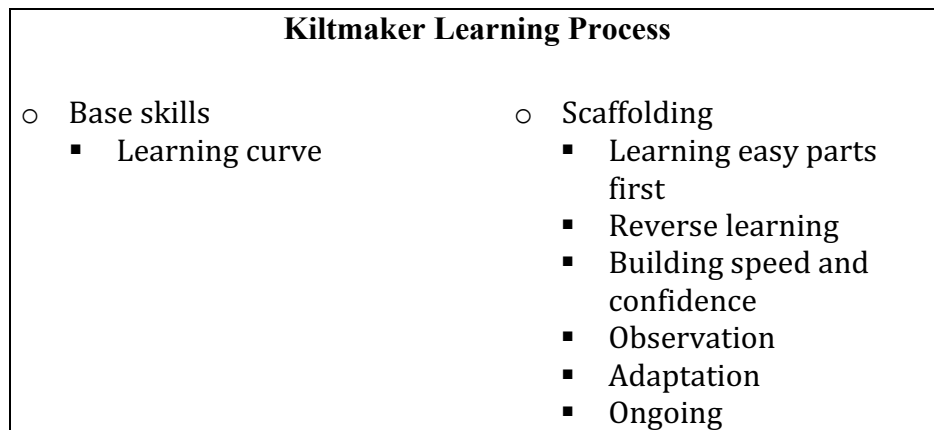 Kiltmaker Learning Process
○ Base skills
▪ Learning curve
○ Scaffolding
▪ Learning easy parts
first
▪ Reverse learning
▪ Building speed and
confidence
▪ Observation
▪ Adaptation
▪ Ongoing